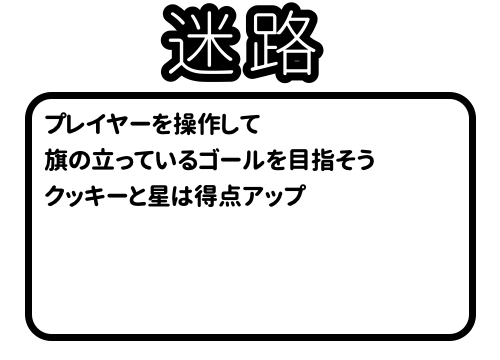 迷路
プレイヤーを操作して
旗の立っているゴールを目指そう
クッキーと星は得点アップ